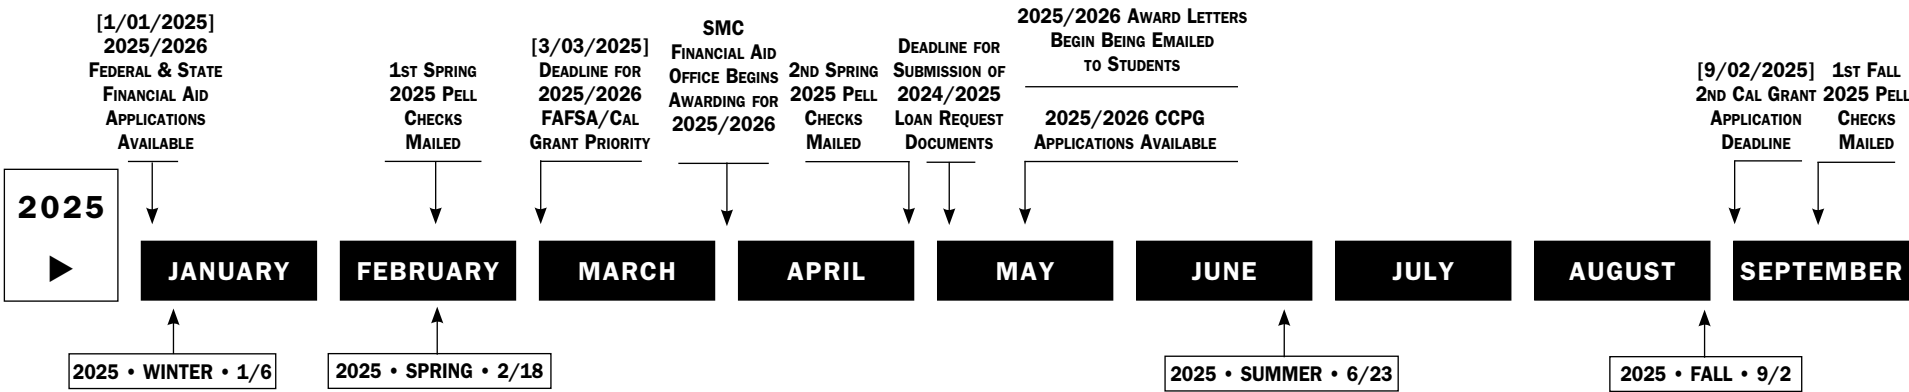 [1/01/2025]
2025/2026
Federal & State
Financial Aid
Applications
Available
1st Spring
2025 Pell
Checks
Mailed
[3/03/2025]
Deadline for
2025/2026
FAFSA/Cal
Grant Priority
SMC
Financial Aid
Office Begins
Awarding for
2025/2026
2nd Spring
2025 Pell
Checks
Mailed
Deadline for
Submission of
2024/2025
Loan Request
Documents
2025/2026 Award Letters
Begin Being Emailed
to Students
2025/2026 CCPG
Applications Available
[9/02/2025]
2nd Cal Grant
Application
Deadline
1st Fall
2025 Pell
Checks
Mailed
2025
JANUARY
FEBRUARY
MARCH
APRIL
MAY
JUNE
JULY
AUGUST
SEPTEMBER
2025 • WINTER • 1/6
2025 • SPRING • 2/18
2025 • SUMMER • 6/23
2025 • FALL • 9/2